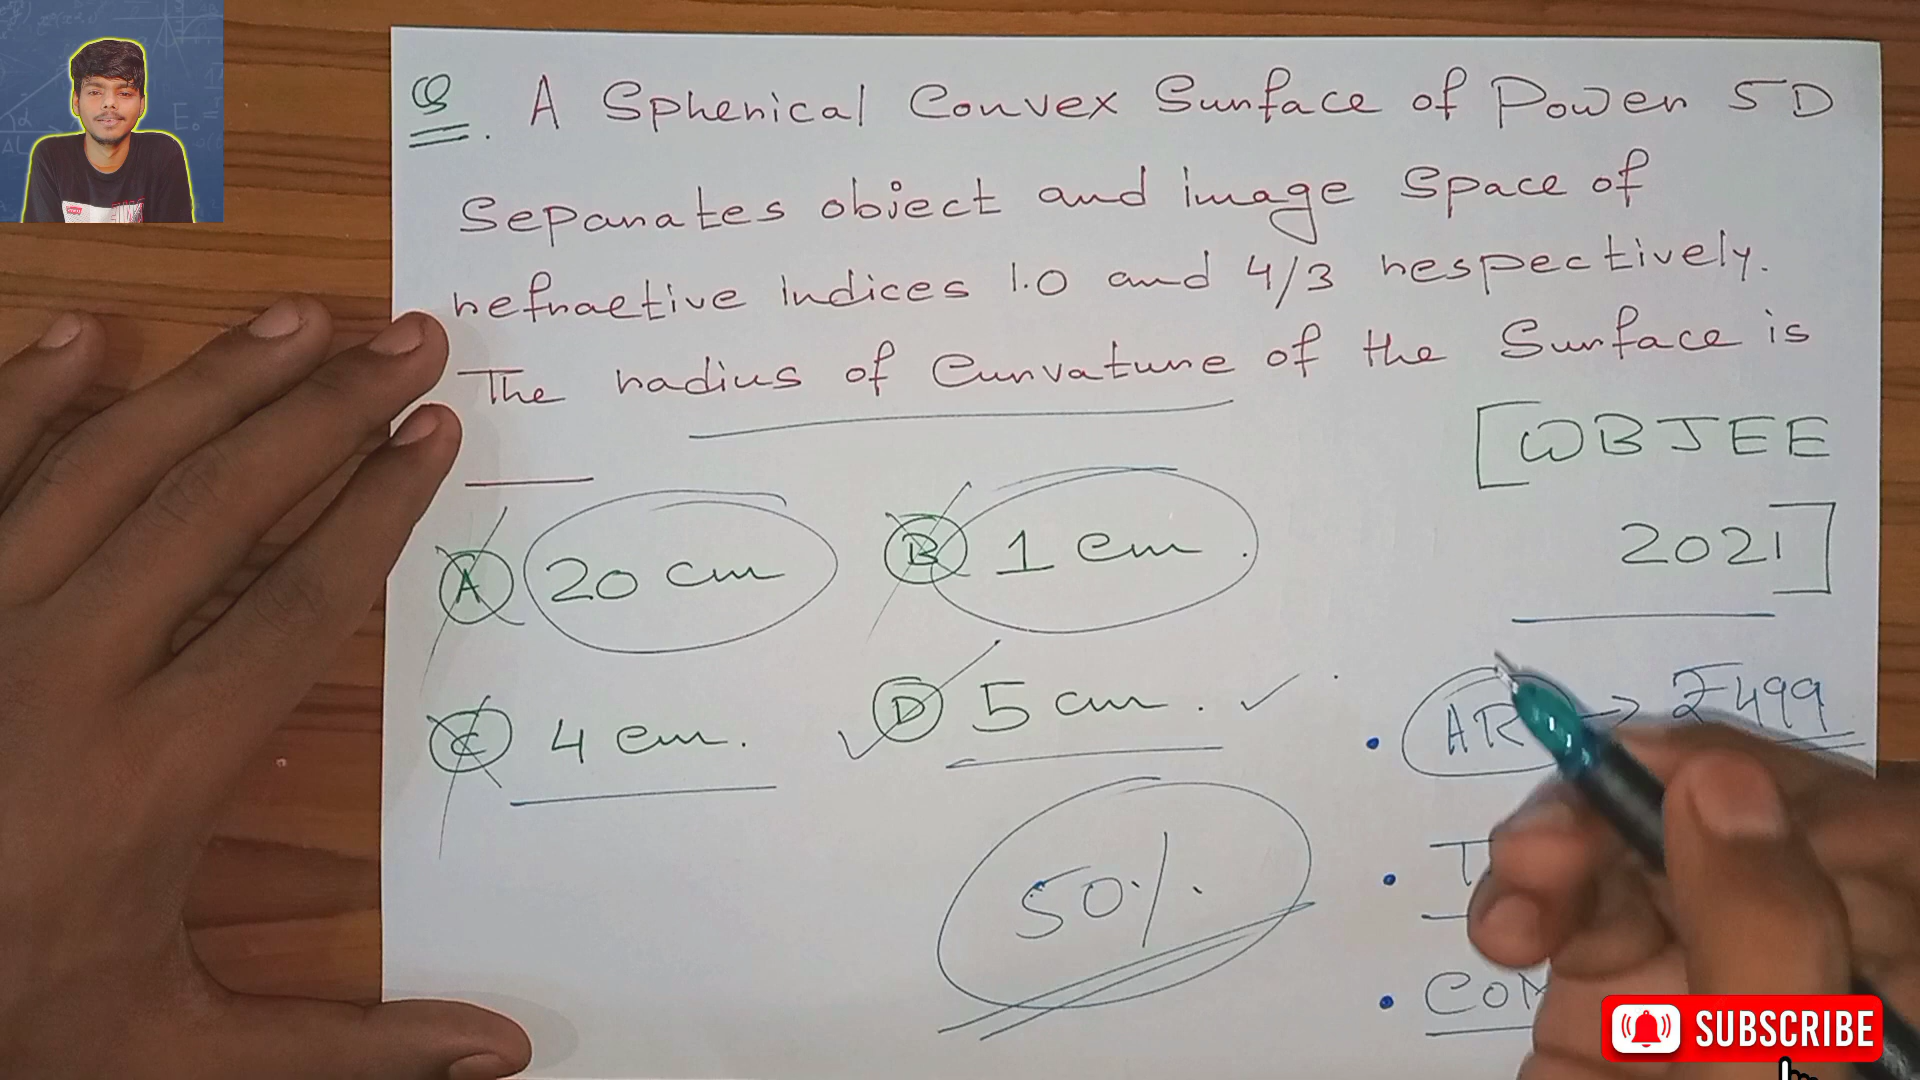 Q. A Spherical Convex Surface of Power 5D
Separates object and image Space of
refractive indices 1.0 and 4/3 respectively.
The radius of Curvature of the Surface is
[WBJEE
2021]
A 20 cm
B 1 cm.
C 4 cm.
D 5 cm.
AR → ₹499
50%
SUBSCRIBE